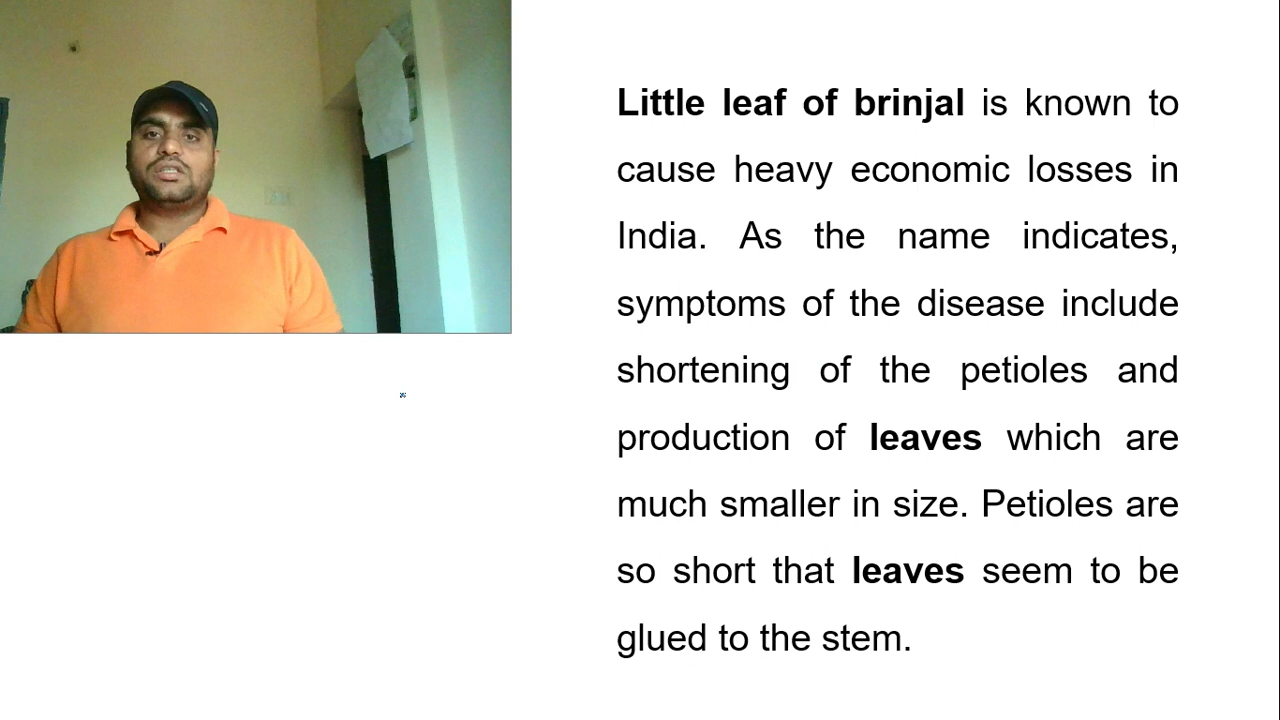 Little leaf of brinjal is known to
cause heavy economic losses in
India. As the name indicates,
symptoms of the disease include
shortening of the petioles and
production of leaves which are
much smaller in size. Petioles are
so short that leaves seem to be
glued to the stem.